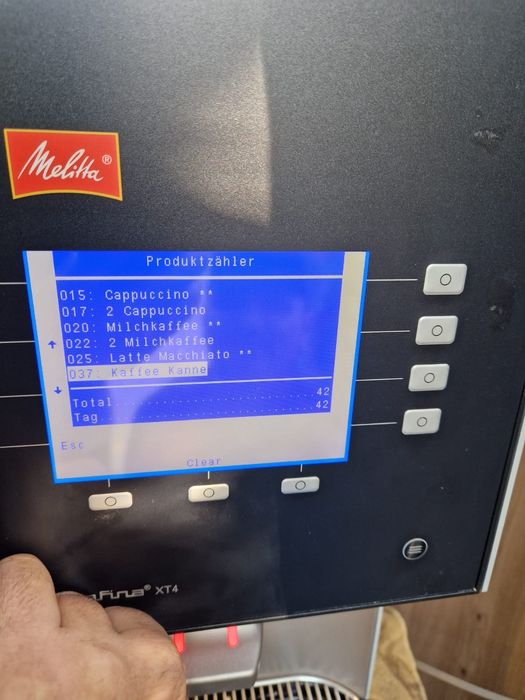 Melitta®
Produktzähler
015: Cappuccino **
017: 2 Cappuccino
020: Milchkaffee **
022: 2 Milchkaffee
025: Latte Macchiato **
037: Kaffee Kanne
Total..............................42
Tag................................42
Esc
Clear
® XT4